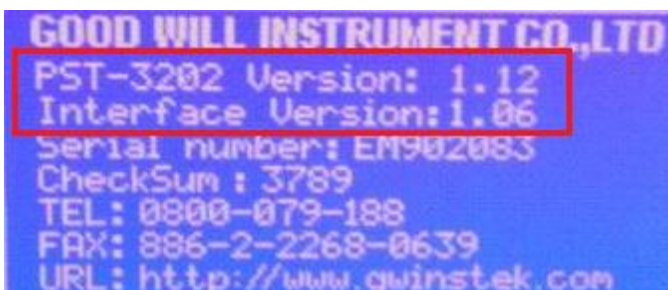 GOOD WILL INSTRUMENT CO.,LTD
PST-3202 Version: 1.12
Interface Version:1.06
Serial number: EM902083
CheckSum : 3789
TEL: 0800-079-188
FAX: 886-2-2268-0639
URL: http://www.gwinstek.com